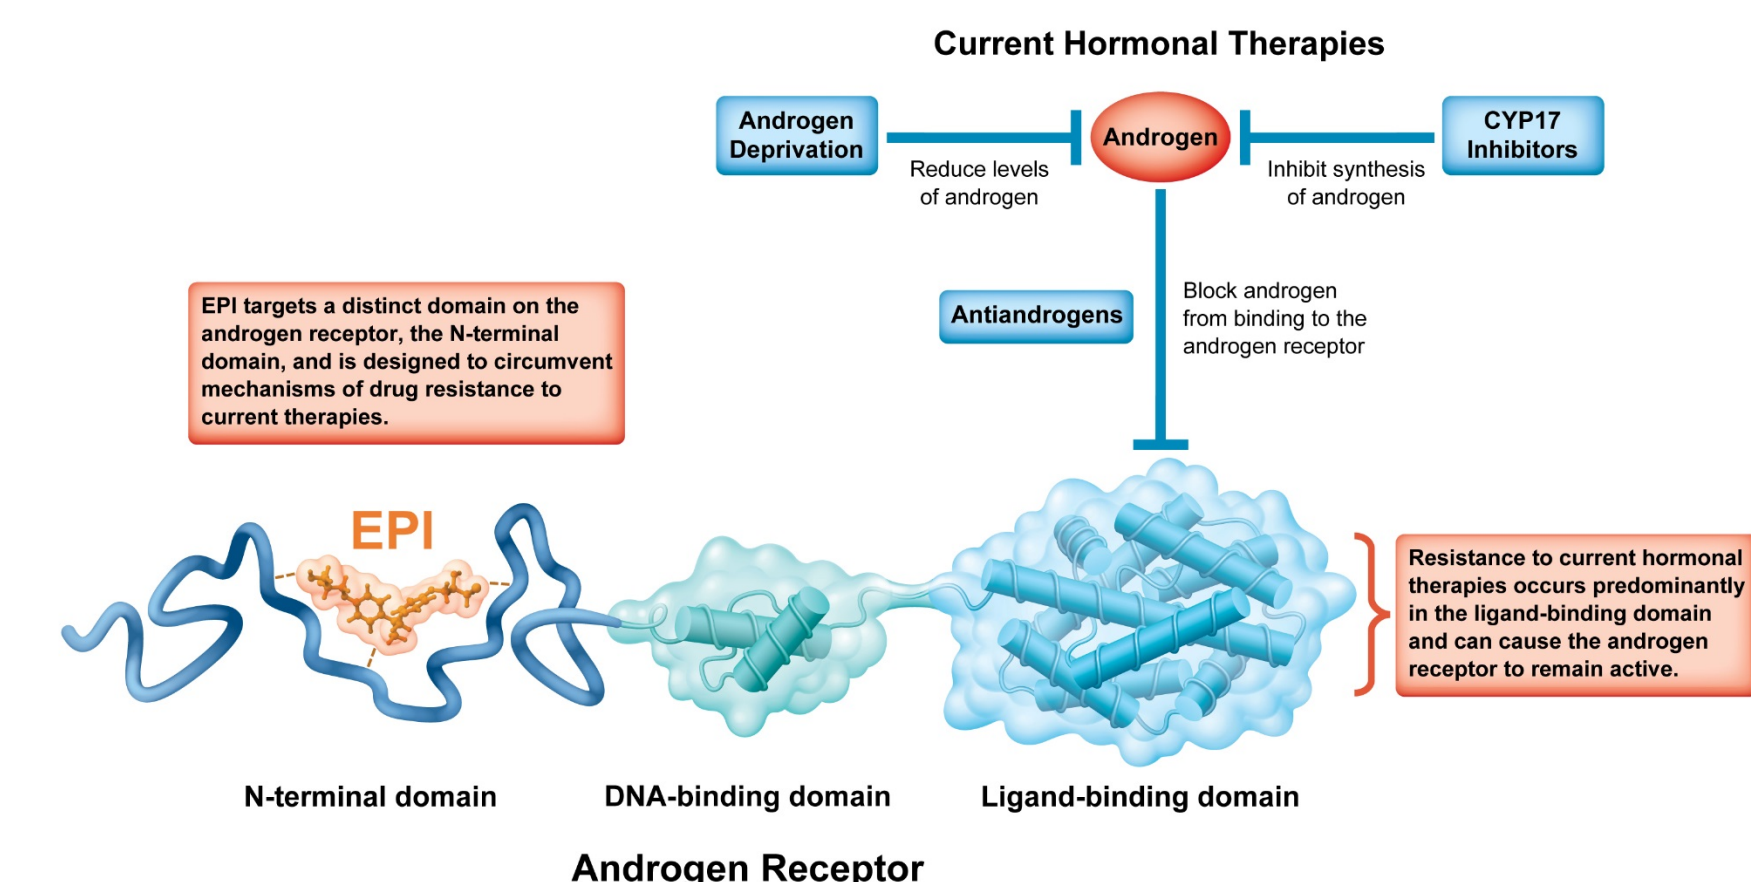 Current Hormonal Therapies
Androgen
Deprivation
Reduce levels
of androgen
Androgen
Inhibit synthesis
of androgen
CYP17
Inhibitors
Antiandrogens
Block androgen
from binding to the
androgen receptor
EPI targets a distinct domain on the
androgen receptor, the N-terminal
domain, and is designed to circumvent
mechanisms of drug resistance to
current therapies.
EPI
Resistance to current hormonal
therapies occurs predominantly
in the ligand-binding domain
and can cause the androgen
receptor to remain active.
N-terminal domain
DNA-binding domain
Ligand-binding domain
Androgen Receptor